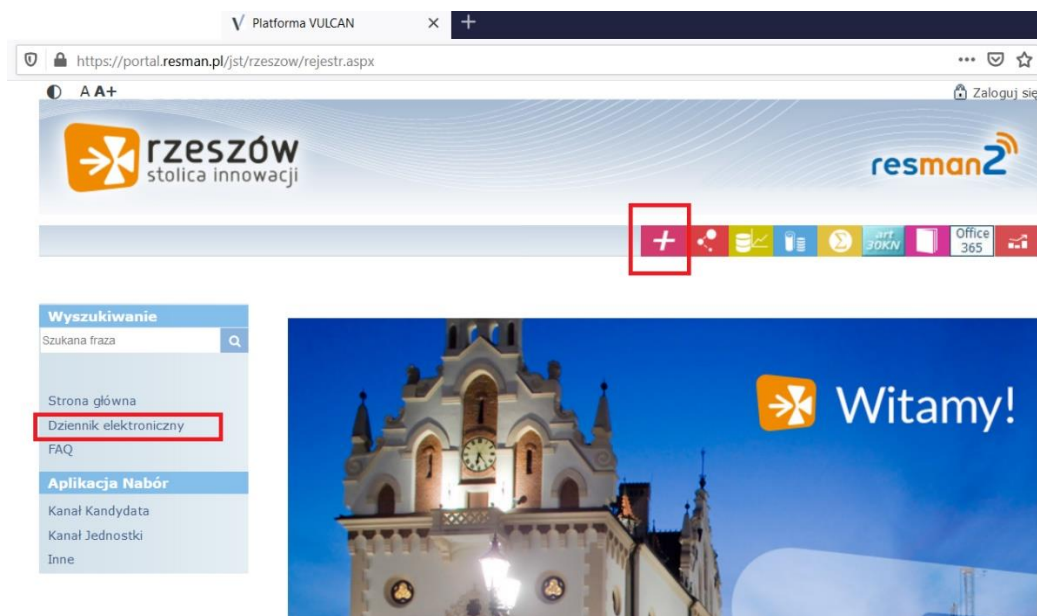 Platforma VULCAN
https://portal.resman.pl/jst/rzeszow/rejestr.aspx
A A+
Zaloguj się
rzeszów
stolica innowacji
resman2
art
30KN
Office
365
Wyszukiwanie
Szukana fraza
Strona główna
Dziennik elektroniczny
FAQ
Aplikacja Nabór
Kanał Kandydata
Kanał Jednostki
Inne
Witamy!